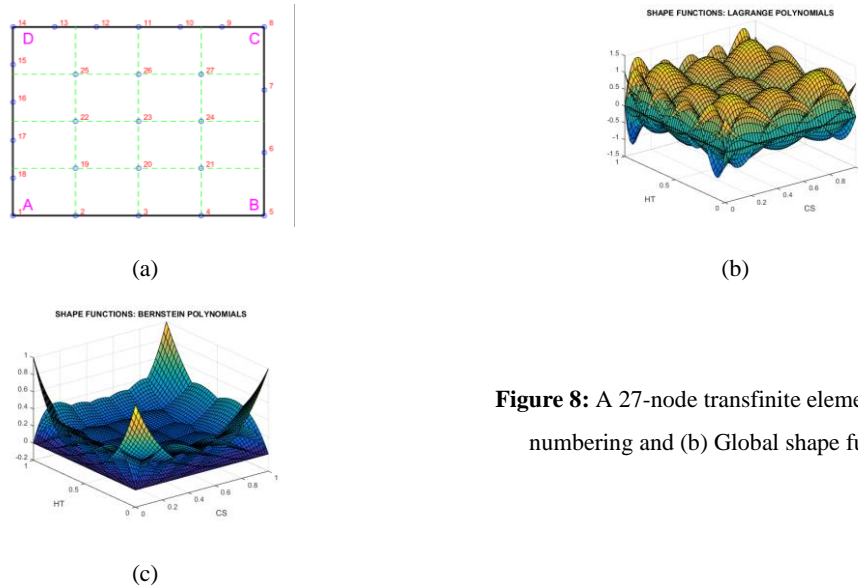 14 13 12 11 10 9 8
D C
15 25 26 27
7
16
22 23 24
17
6
19 20 21
18
A B
1 2 3 4 5
(a)
SHAPE FUNCTIONS: LAGRANGE POLYNOMIALS
1.5
1
0.5
0
-0.5
-1
-1.5
1
0.5
0
HT
0 0.2 0.4 0.6 0.8
CS
(b)
SHAPE FUNCTIONS: BERNSTEIN POLYNOMIALS
1
0.8
0.6
0.4
0.2
0
-0.2
1
0.5
0
HT
0 0.2 0.4 0.6 0.8 1
CS
(c)
Figure 8: A 27-node transfinite eleme
numbering and (b) Global shape fu